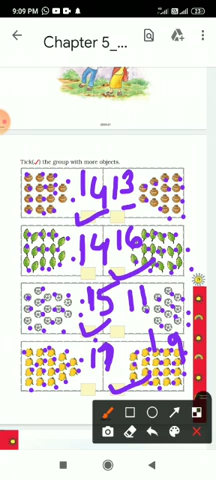 9:09 PM
Chapter 5_...
Tick(✓) the group with more objects.
14 13
14 16
15 11
17 19